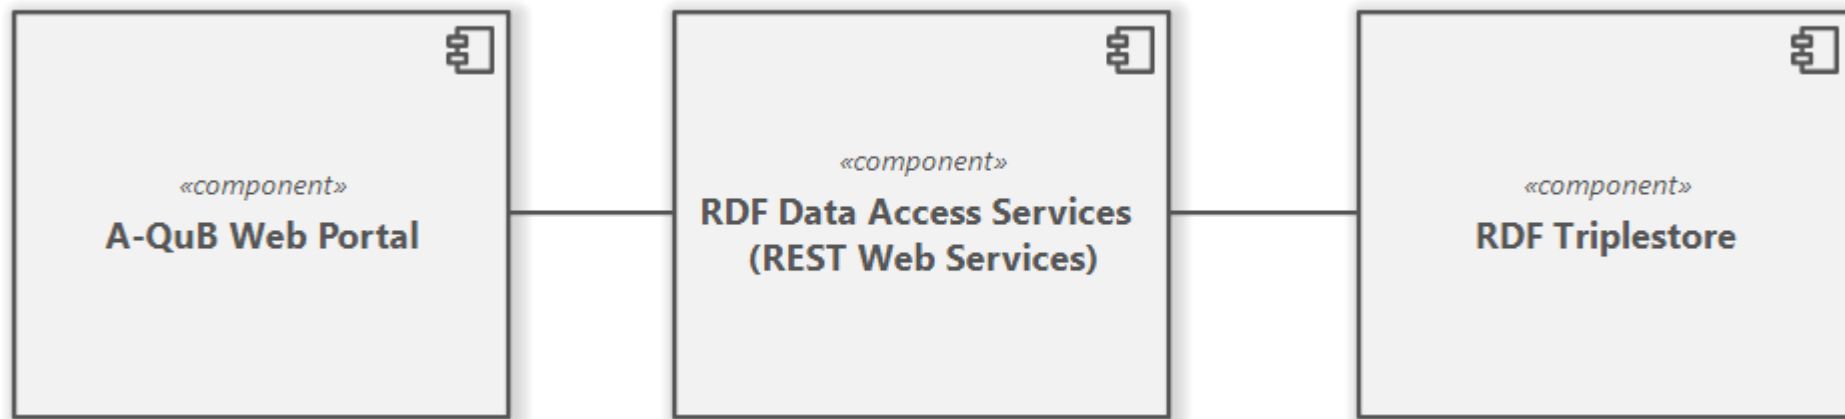 «component»
A-QuB Web Portal
«component»
RDF Data Access Services
(REST Web Services)
«component»
RDF Triplestore